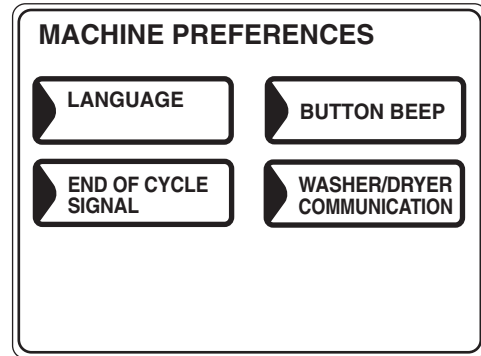 MACHINE PREFERENCES
LANGUAGE
BUTTON BEEP
END OF CYCLE
SIGNAL
WASHER/DRYER
COMMUNICATION